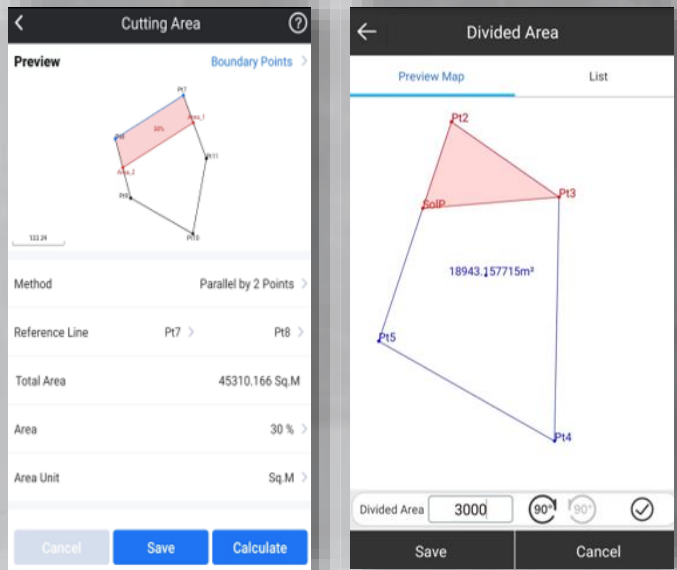 Cutting Area
Preview
Boundary Points
Pt7
Area_1
30%
Pt8
Area_2
Pt11
Pt9
Pt10
133.24
Method
Parallel by 2 Points
Reference Line
Pt7
Pt8
Total Area
45310.166 Sq.M
Area
30 %
Area Unit
Sq.M
Cancel
Save
Calculate
Divided Area
Preview Map
List
Pt2
Pt3
SolP
18943.157715m²
Pt5
Pt4
Divided Area
3000
90°
90°
Save
Cancel